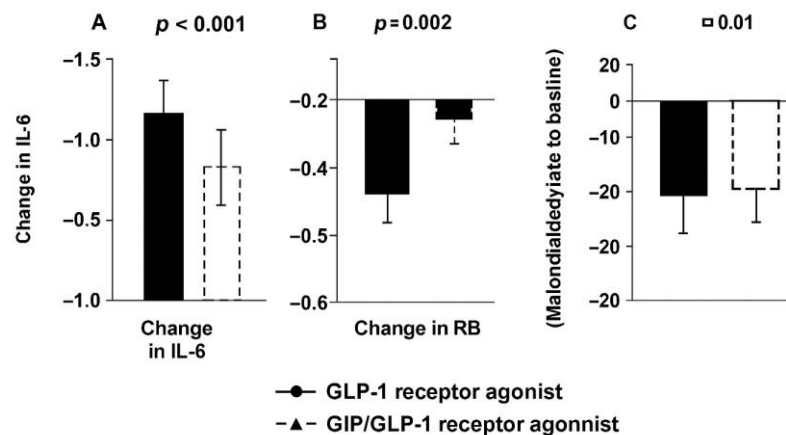 A p < 0.001
−1.5
−1.5
−1.0
−0.5
−1.0
Change in IL-6
Change
in IL-6
B p = 0.002
−0.2
−0.4
−0.5
−0.6
Change in RB
C 0.01
20
0
−10
−20
−20
−20
(Malondialdedyiate to basline)
GLP-1 receptor agonist
GIP/GLP-1 receptor agonnist